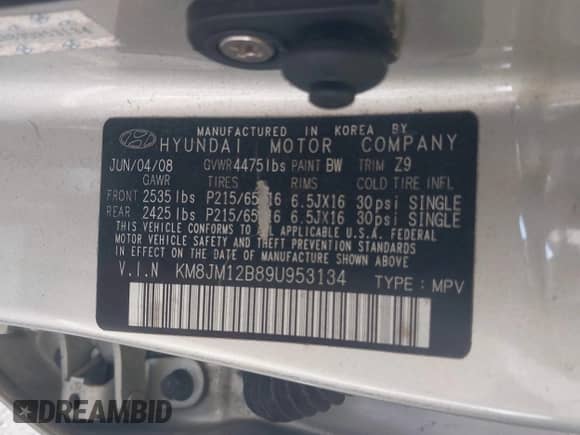 MANUFACTURED IN KOREA BY
HYUNDAI MOTOR COMPANY
JUN/04/08 GVWR 4475lbs PAINT BW TRIM Z9
GAWR TIRES RIMS COLD TIRE INFL
FRONT 2535lbs P215/65 16 6.5JX16 30psi SINGLE
REAR 2425lbs P215/65 16 6.5JX16 30psi SINGLE
THIS VEHICLE CONFORMS TO ALL APPLICABLE U.S.A. FEDERAL
MOTOR VEHICLE SAFETY AND THEFT PREVENTION STANDARDS
IN EFFECT ON THE DATE OF MANUFACTURE SHOWN ABOVE
V.I.N KM8JM12B89U953134 TYPE : MPV
DREAMBID